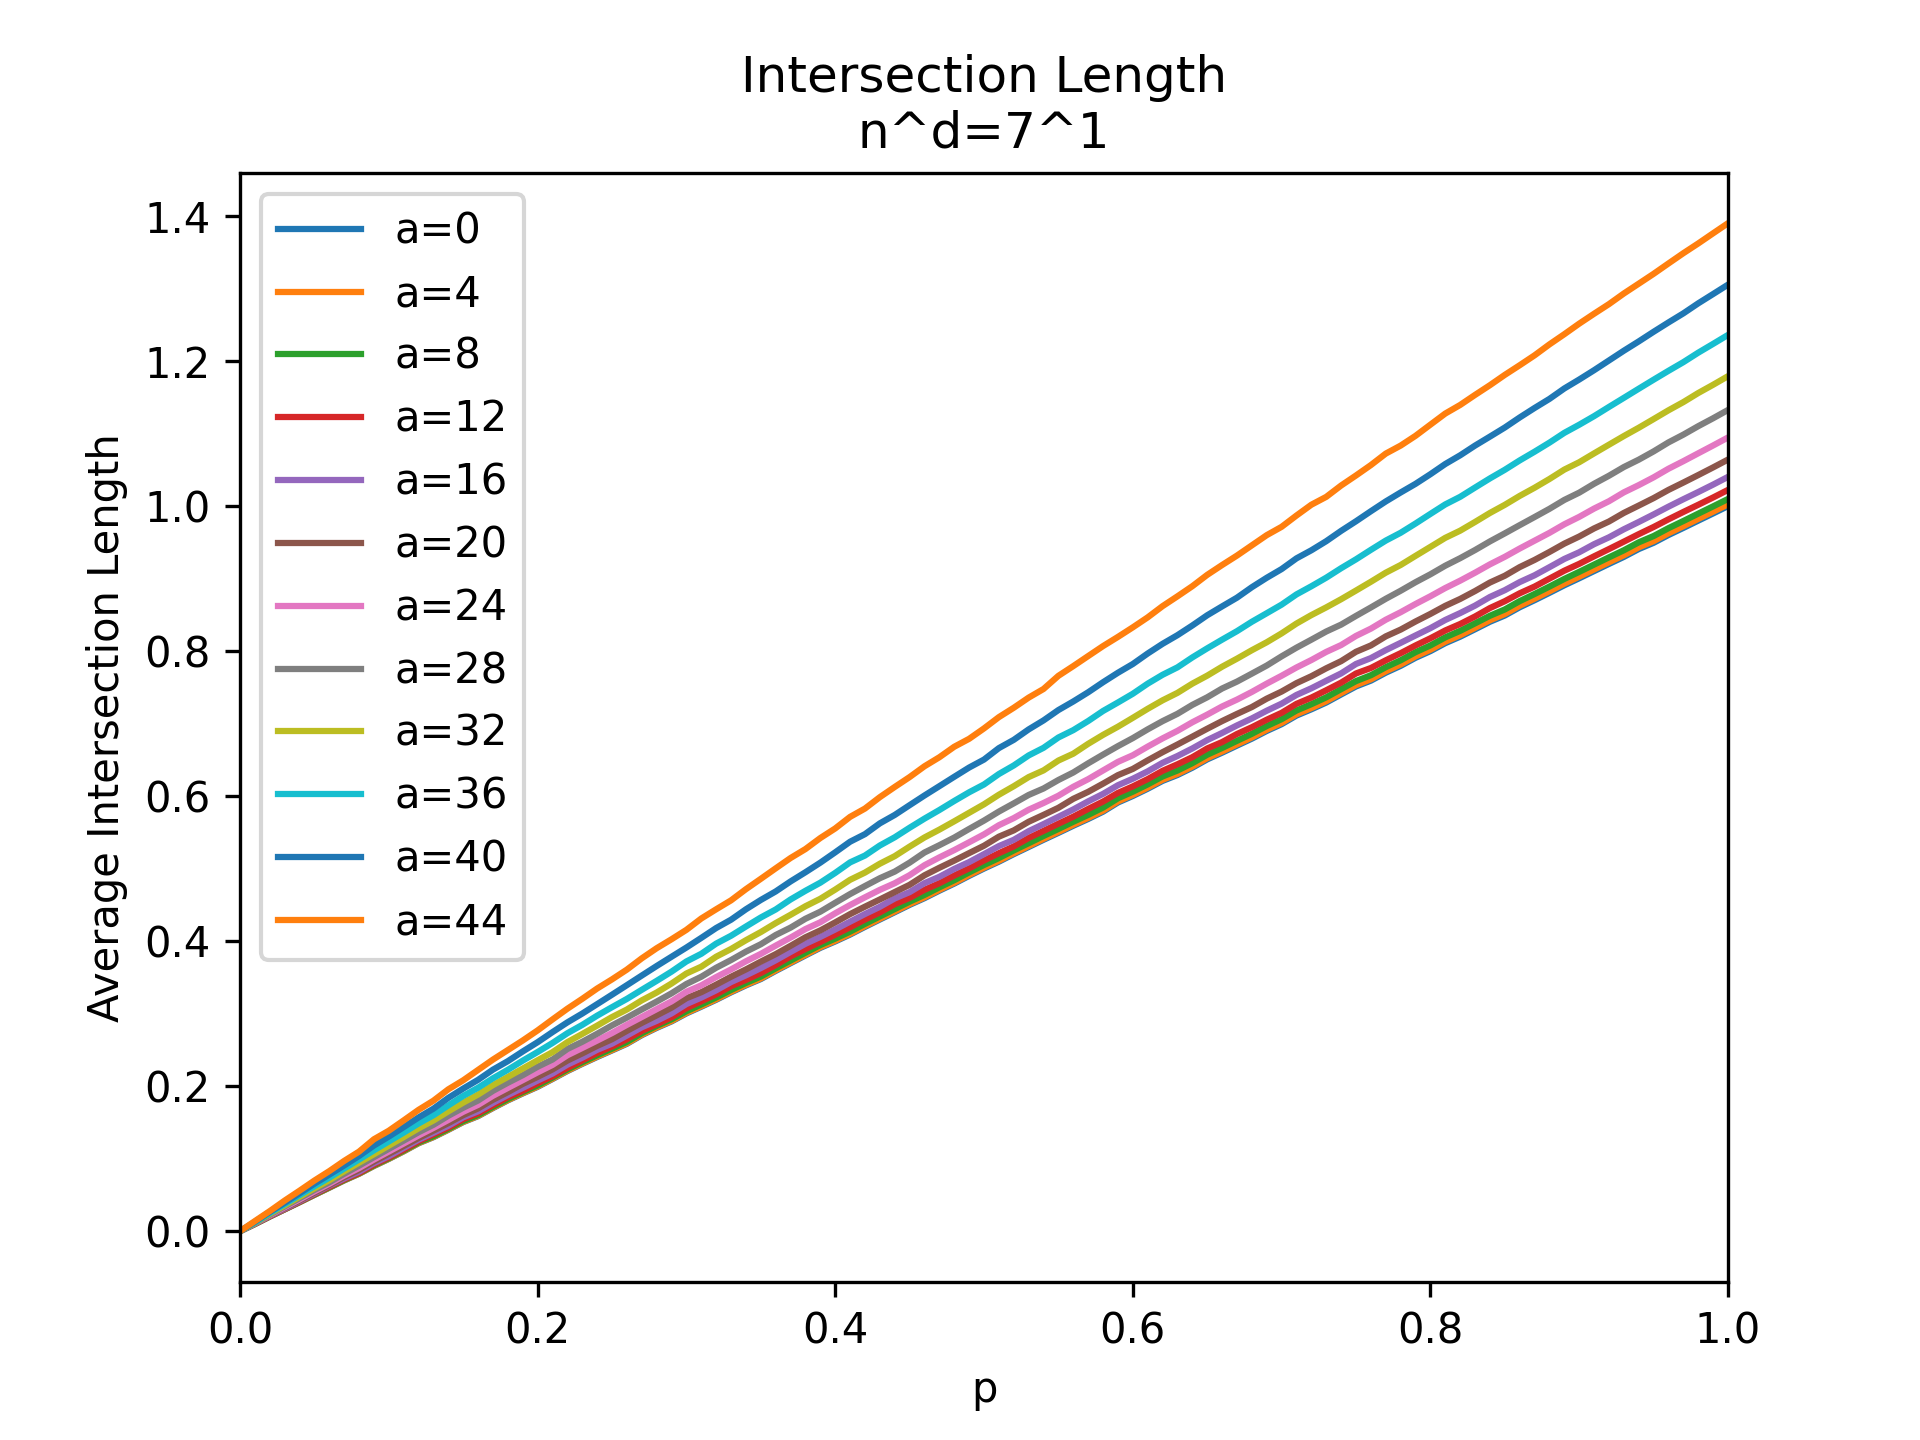 Intersection Length
n^d=7^1
1.4
1.2
1.0
0.8
0.6
0.4
0.2
0.0
Average Intersection Length
a=0
a=4
a=8
a=12
a=16
a=20
a=24
a=28
a=32
a=36
a=40
a=44
0.0 0.2 0.4 0.6 0.8 1.0
p